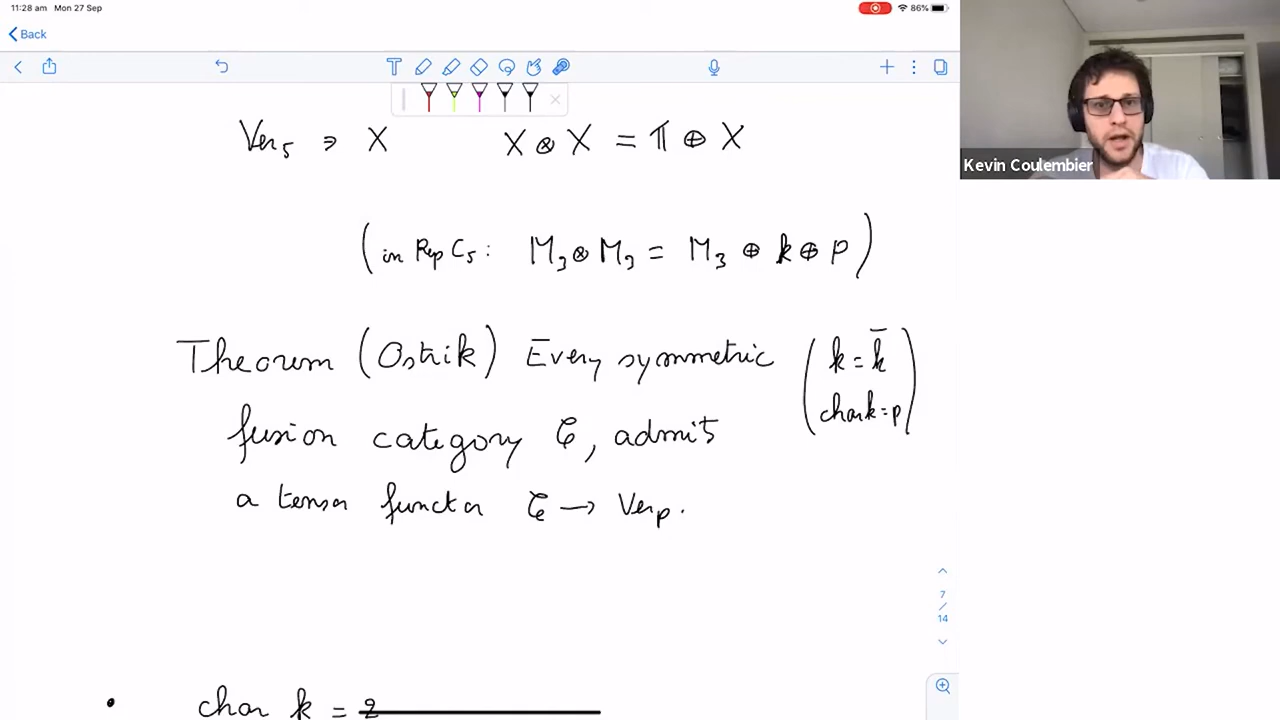 11:28 am Mon 27 Sep
86%
Back
Ver₅ ∋ X X ⊗ X = 𝟙 ⊕ X
(in Rep C₅: M₃ ⊗ M₃ = M₃ ⊕ k ⊕ P)
Theorem (Ostrik) Every symmetric (k = k̄
char k = p)
fusion category 𝒞, admits
a tensor functor 𝒞 → Verₚ.
7
/
14
• char k = 2
Kevin Coulembier